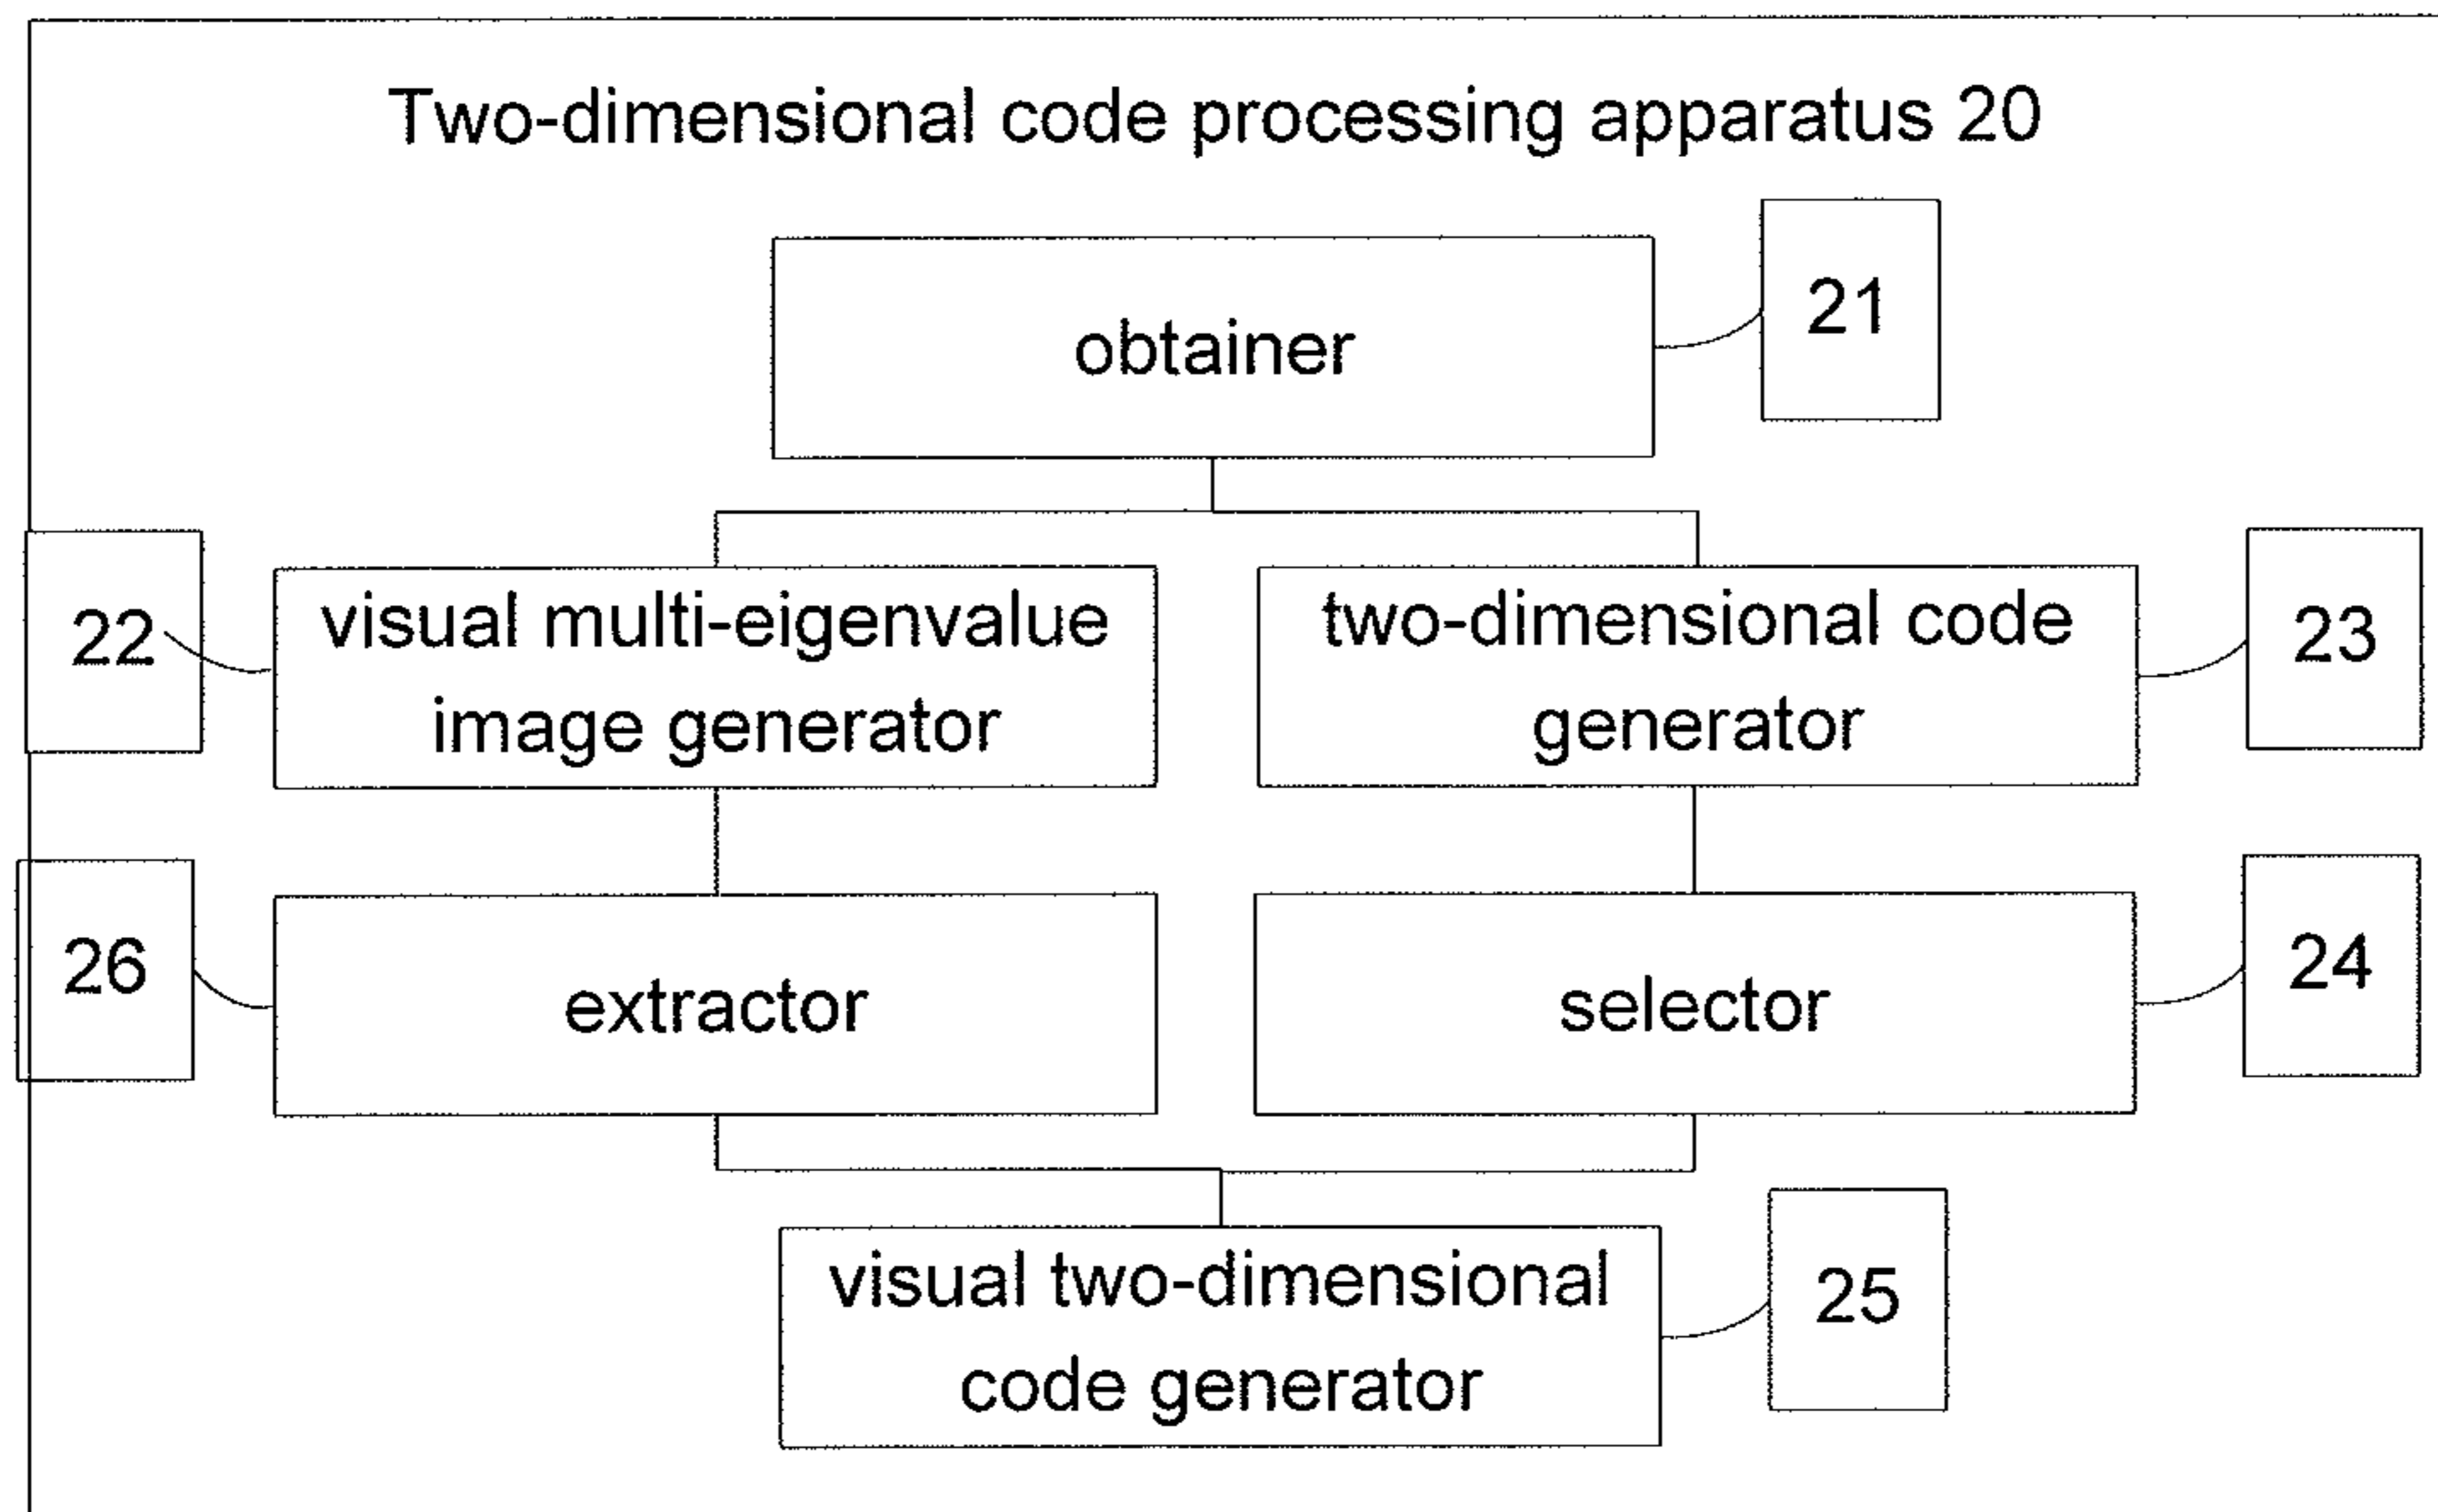 Two-dimensional code processing apparatus 20
obtainer
21
22
visual multi-eigenvalue
image generator
two-dimensional code
generator
23
26
extractor
selector
24
visual two-dimensional
code generator
25